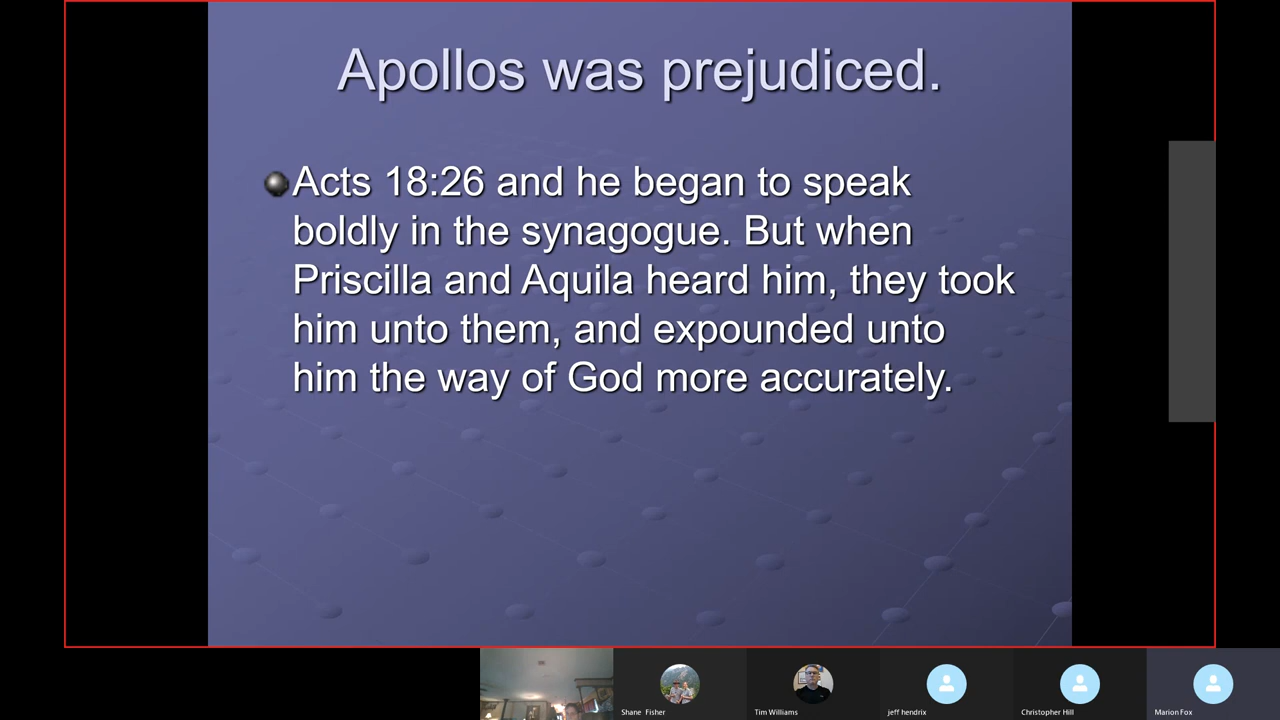 Apollos was prejudiced.
Acts 18:26 and he began to speak
boldly in the synagogue. But when
Priscilla and Aquila heard him, they took
him unto them, and expounded unto
him the way of God more accurately.
Shane Fisher
Tim Williams
jeff hendrix
Christopher Hill
Marion Fox